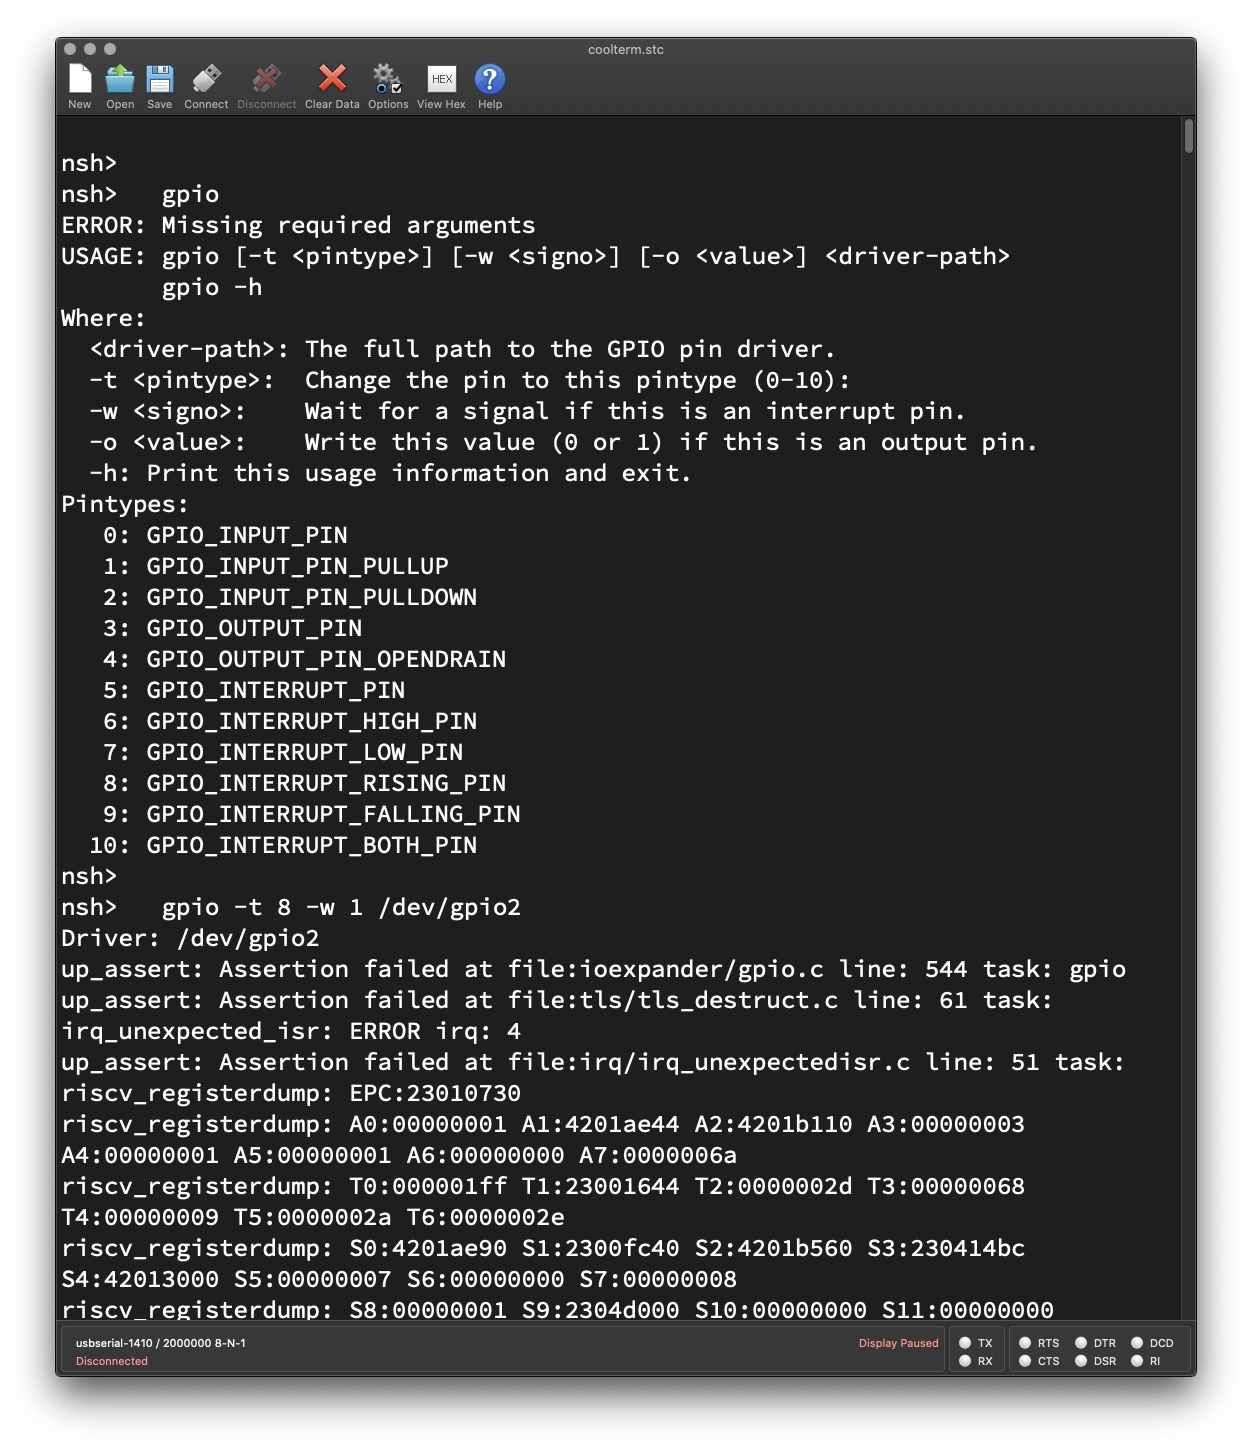 coolterm.stc
New Open Save Connect Disconnect Clear Data Options View Hex Help
HEX
?
nsh>
nsh>   gpio
ERROR: Missing required arguments
USAGE: gpio [-t <pintype>] [-w <signo>] [-o <value>] <driver-path>
       gpio -h
Where:
  <driver-path>: The full path to the GPIO pin driver.
  -t <pintype>:  Change the pin to this pintype (0-10):
  -w <signo>:    Wait for a signal if this is an interrupt pin.
  -o <value>:    Write this value (0 or 1) if this is an output pin.
  -h: Print this usage information and exit.
Pintypes:
   0: GPIO_INPUT_PIN
   1: GPIO_INPUT_PIN_PULLUP
   2: GPIO_INPUT_PIN_PULLDOWN
   3: GPIO_OUTPUT_PIN
   4: GPIO_OUTPUT_PIN_OPENDRAIN
   5: GPIO_INTERRUPT_PIN
   6: GPIO_INTERRUPT_HIGH_PIN
   7: GPIO_INTERRUPT_LOW_PIN
   8: GPIO_INTERRUPT_RISING_PIN
   9: GPIO_INTERRUPT_FALLING_PIN
  10: GPIO_INTERRUPT_BOTH_PIN
nsh>
nsh>   gpio -t 8 -w 1 /dev/gpio2
Driver: /dev/gpio2
up_assert: Assertion failed at file:ioexpander/gpio.c line: 544 task: gpio
up_assert: Assertion failed at file:tls/tls_destruct.c line: 61 task:
irq_unexpected_isr: ERROR irq: 4
up_assert: Assertion failed at file:irq/irq_unexpectedisr.c line: 51 task:
riscv_registerdump: EPC:23010730
riscv_registerdump: A0:00000001 A1:4201ae44 A2:4201b110 A3:00000003
A4:00000001 A5:00000001 A6:00000000 A7:0000006a
riscv_registerdump: T0:000001ff T1:23001644 T2:0000002d T3:00000068
T4:00000009 T5:0000002a T6:0000002e
riscv_registerdump: S0:4201ae90 S1:2300fc40 S2:4201b560 S3:230414bc
S4:42013000 S5:00000007 S6:00000000 S7:00000008
riscv_registerdump: S8:00000001 S9:2304d000 S10:00000000 S11:00000000
usbserial-1410 / 2000000 8-N-1
Disconnected
Display Paused
TX RTS DTR DCD
RX CTS DSR RI